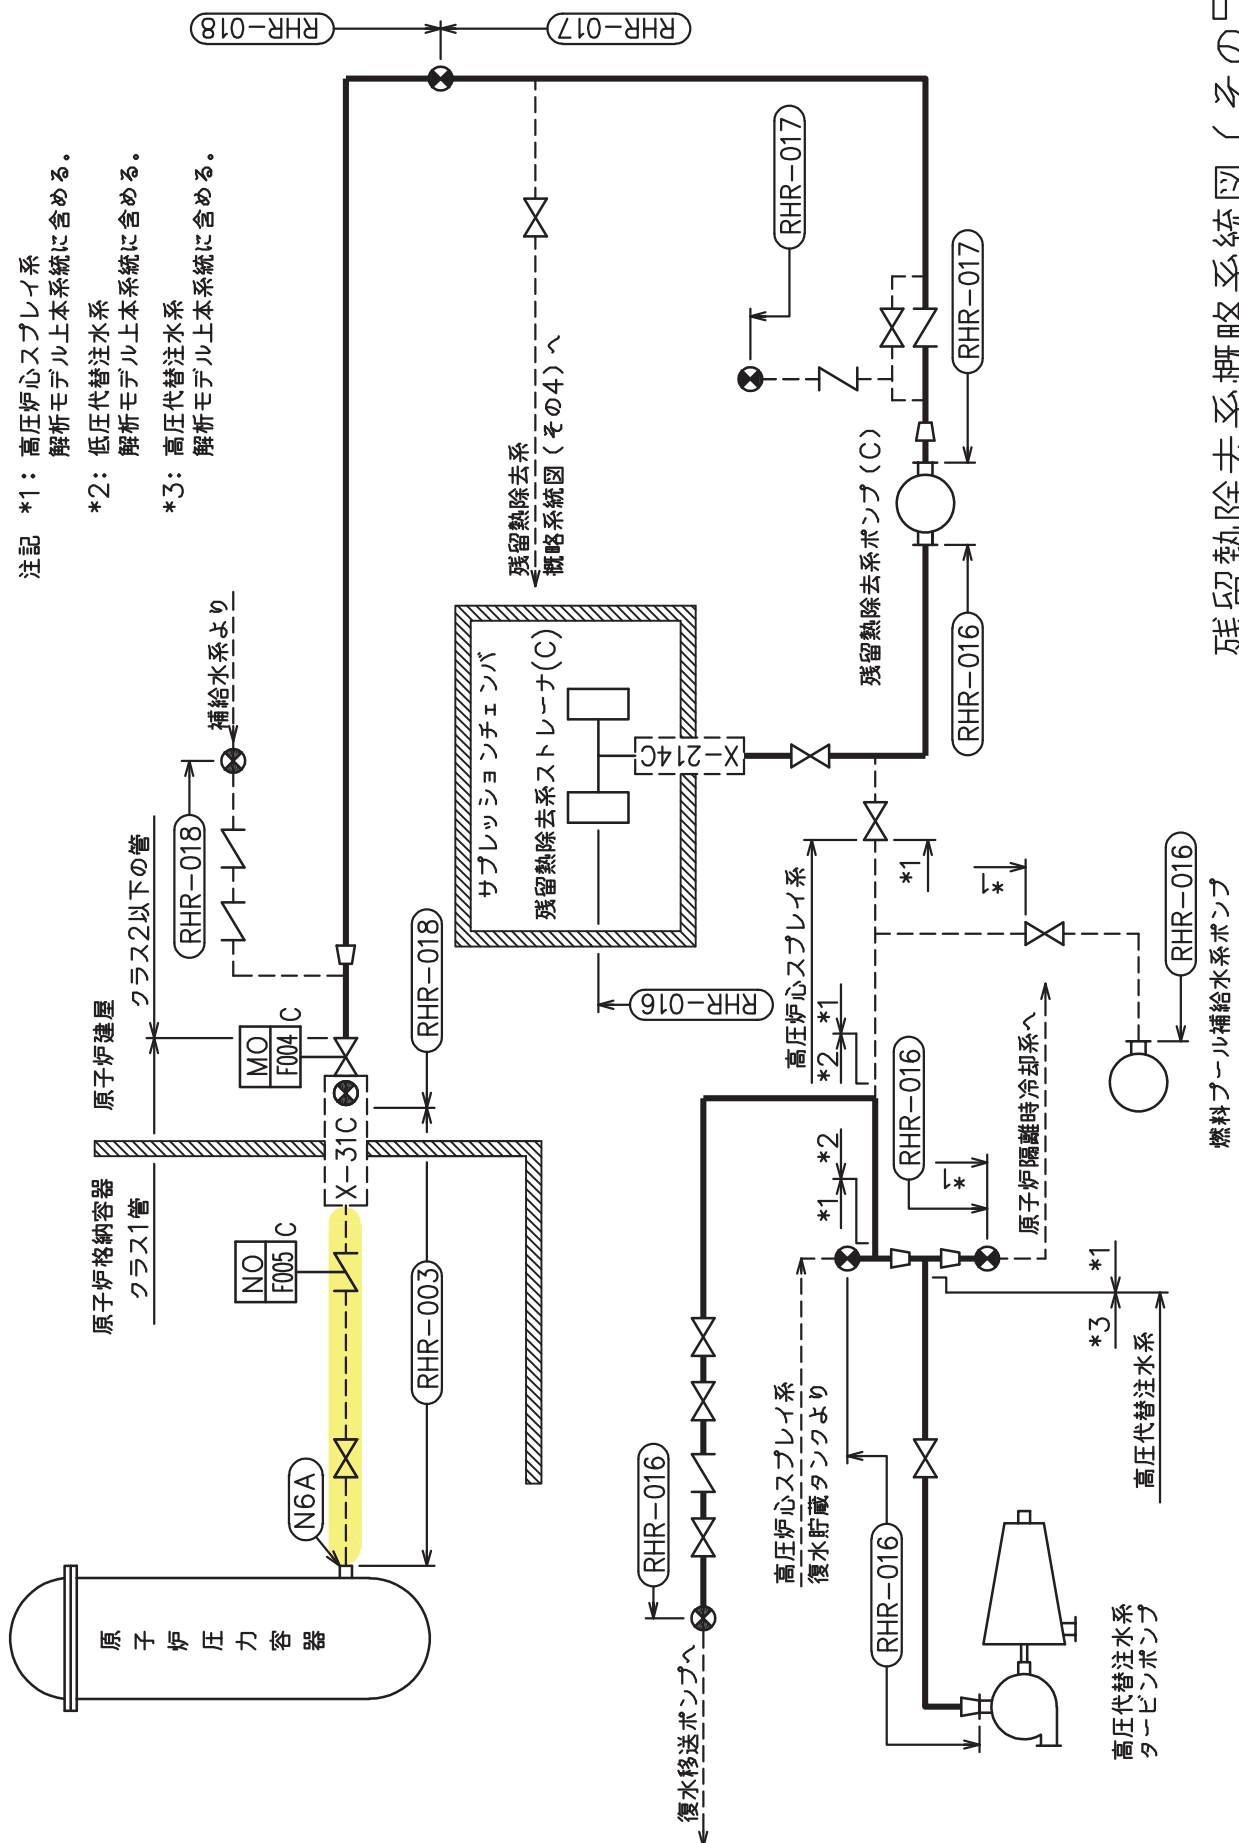 注記 *1：高圧炉心スプレイ系
解析モデル上本系統に含める。
*2：低圧代替注水系
解析モデル上本系統に含める。
*3：高圧代替注水系
解析モデル上本系統に含める。
原子炉圧力容器
N6A
原子炉格納容器
クラス1管
原子炉建屋
クラス2以下の管
NO
F005
C
X-31C
MO
F004
C
RHR-003
RHR-018
RHR-018
補給水系より
RHR-018
RHR-017
残留熱除去系
概略系統図（その4）へ
サプレッションチェンバ
残留熱除去系ストレーナ(C)
X-214C
RHR-016
RHR-017
RHR-017
残留熱除去系ポンプ（C）
RHR-016
高圧炉心スプレイ系
*1
*1
*2
*1
*1
*2
RHR-016
*1
原子炉隔離時冷却系へ
RHR-016
燃料プール補給水系ポンプ
RHR-016
復水移送ポンプへ
高圧炉心スプレイ系
復水貯蔵タンクより
RHR-016
*3
*1
高圧代替注水系
高圧代替注水系
タービンポンプ
残留熱除去系概略系統図（その